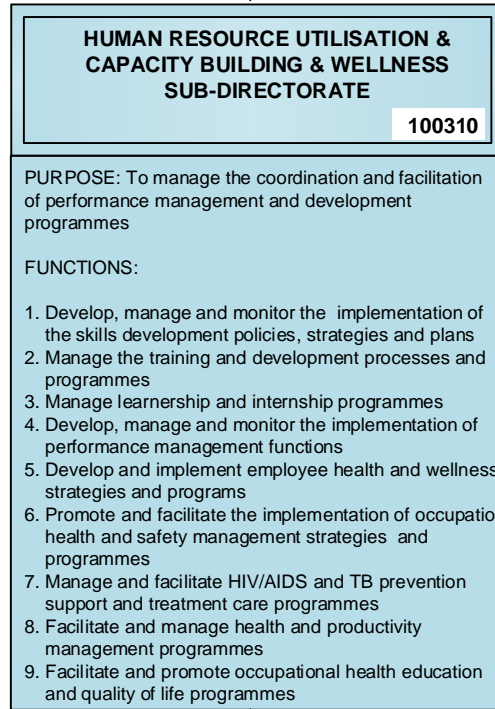 HUMAN RESOURCE UTILISATION &
CAPACITY BUILDING & WELLNESS
SUB-DIRECTORATE
100310
PURPOSE: To manage the coordination and facilitation
of performance management and development
programmes
FUNCTIONS:
1. Develop, manage and monitor the implementation of
the skills development policies, strategies and plans
2. Manage the training and development processes and
programmes
3. Manage learnership and internship programmes
4. Develop, manage and monitor the implementation of
performance management functions
5. Develop and implement employee health and wellness
strategies and programs
6. Promote and facilitate the implementation of occupatio
health and safety management strategies and
programmes
7. Manage and facilitate HIV/AIDS and TB prevention
support and treatment care programmes
8. Facilitate and manage health and productivity
management programmes
9. Facilitate and promote occupational health education
and quality of life programmes